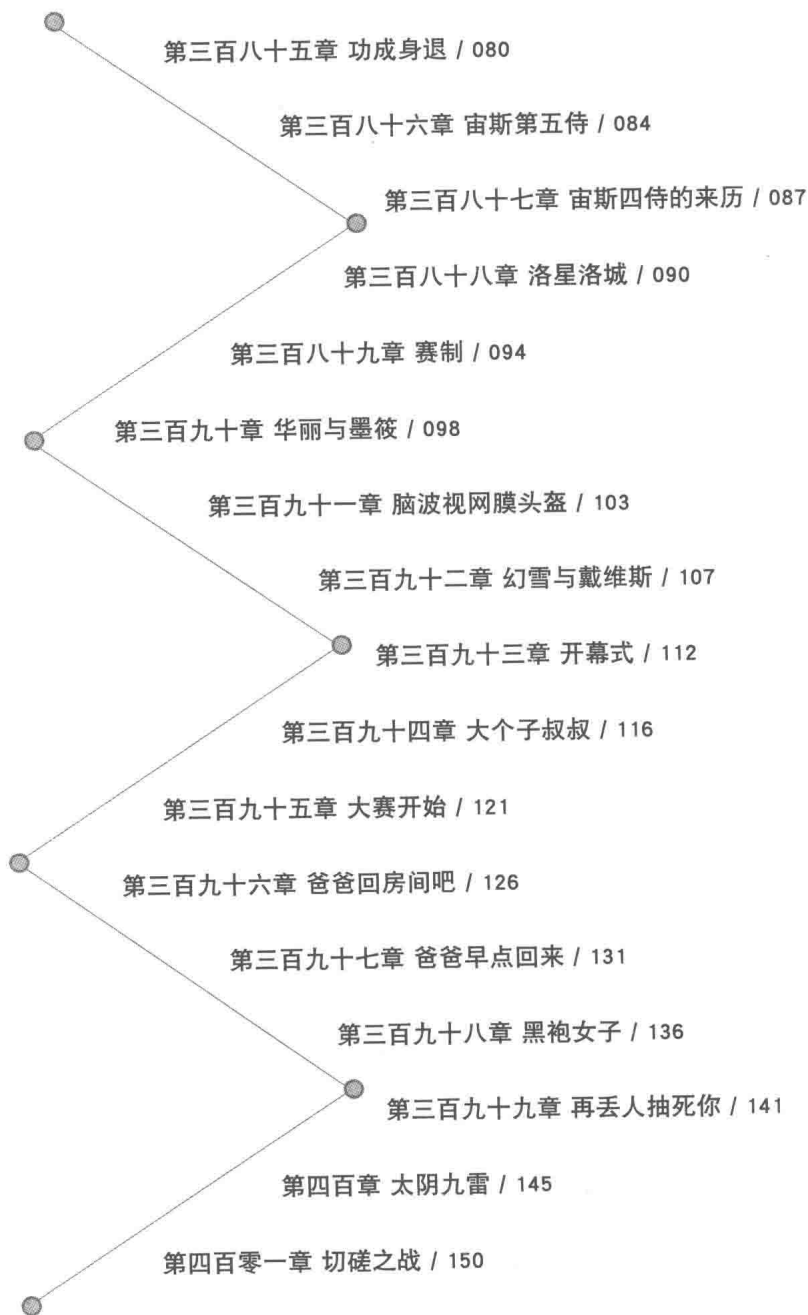 第三百八十五章 功成身退 / 080
第三百八十六章 宙斯第五侍 / 084
第三百八十七章 宙斯四侍的来历 / 087
第三百八十八章 洛星洛城 / 090
第三百八十九章 赛制 / 094
第三百九十章 华丽与墨筱 / 098
第三百九十一章 脑波视网膜头盔 / 103
第三百九十二章 幻雪与戴维斯 / 107
第三百九十三章 开幕式 / 112
第三百九十四章 大个子叔叔 / 116
第三百九十五章 大赛开始 / 121
第三百九十六章 爸爸回房间吧 / 126
第三百九十七章 爸爸早点回来 / 131
第三百九十八章 黑袍女子 / 136
第三百九十九章 再丢人抽死你 / 141
第四百章 太阴九雷 / 145
第四百零一章 切磋之战 / 150